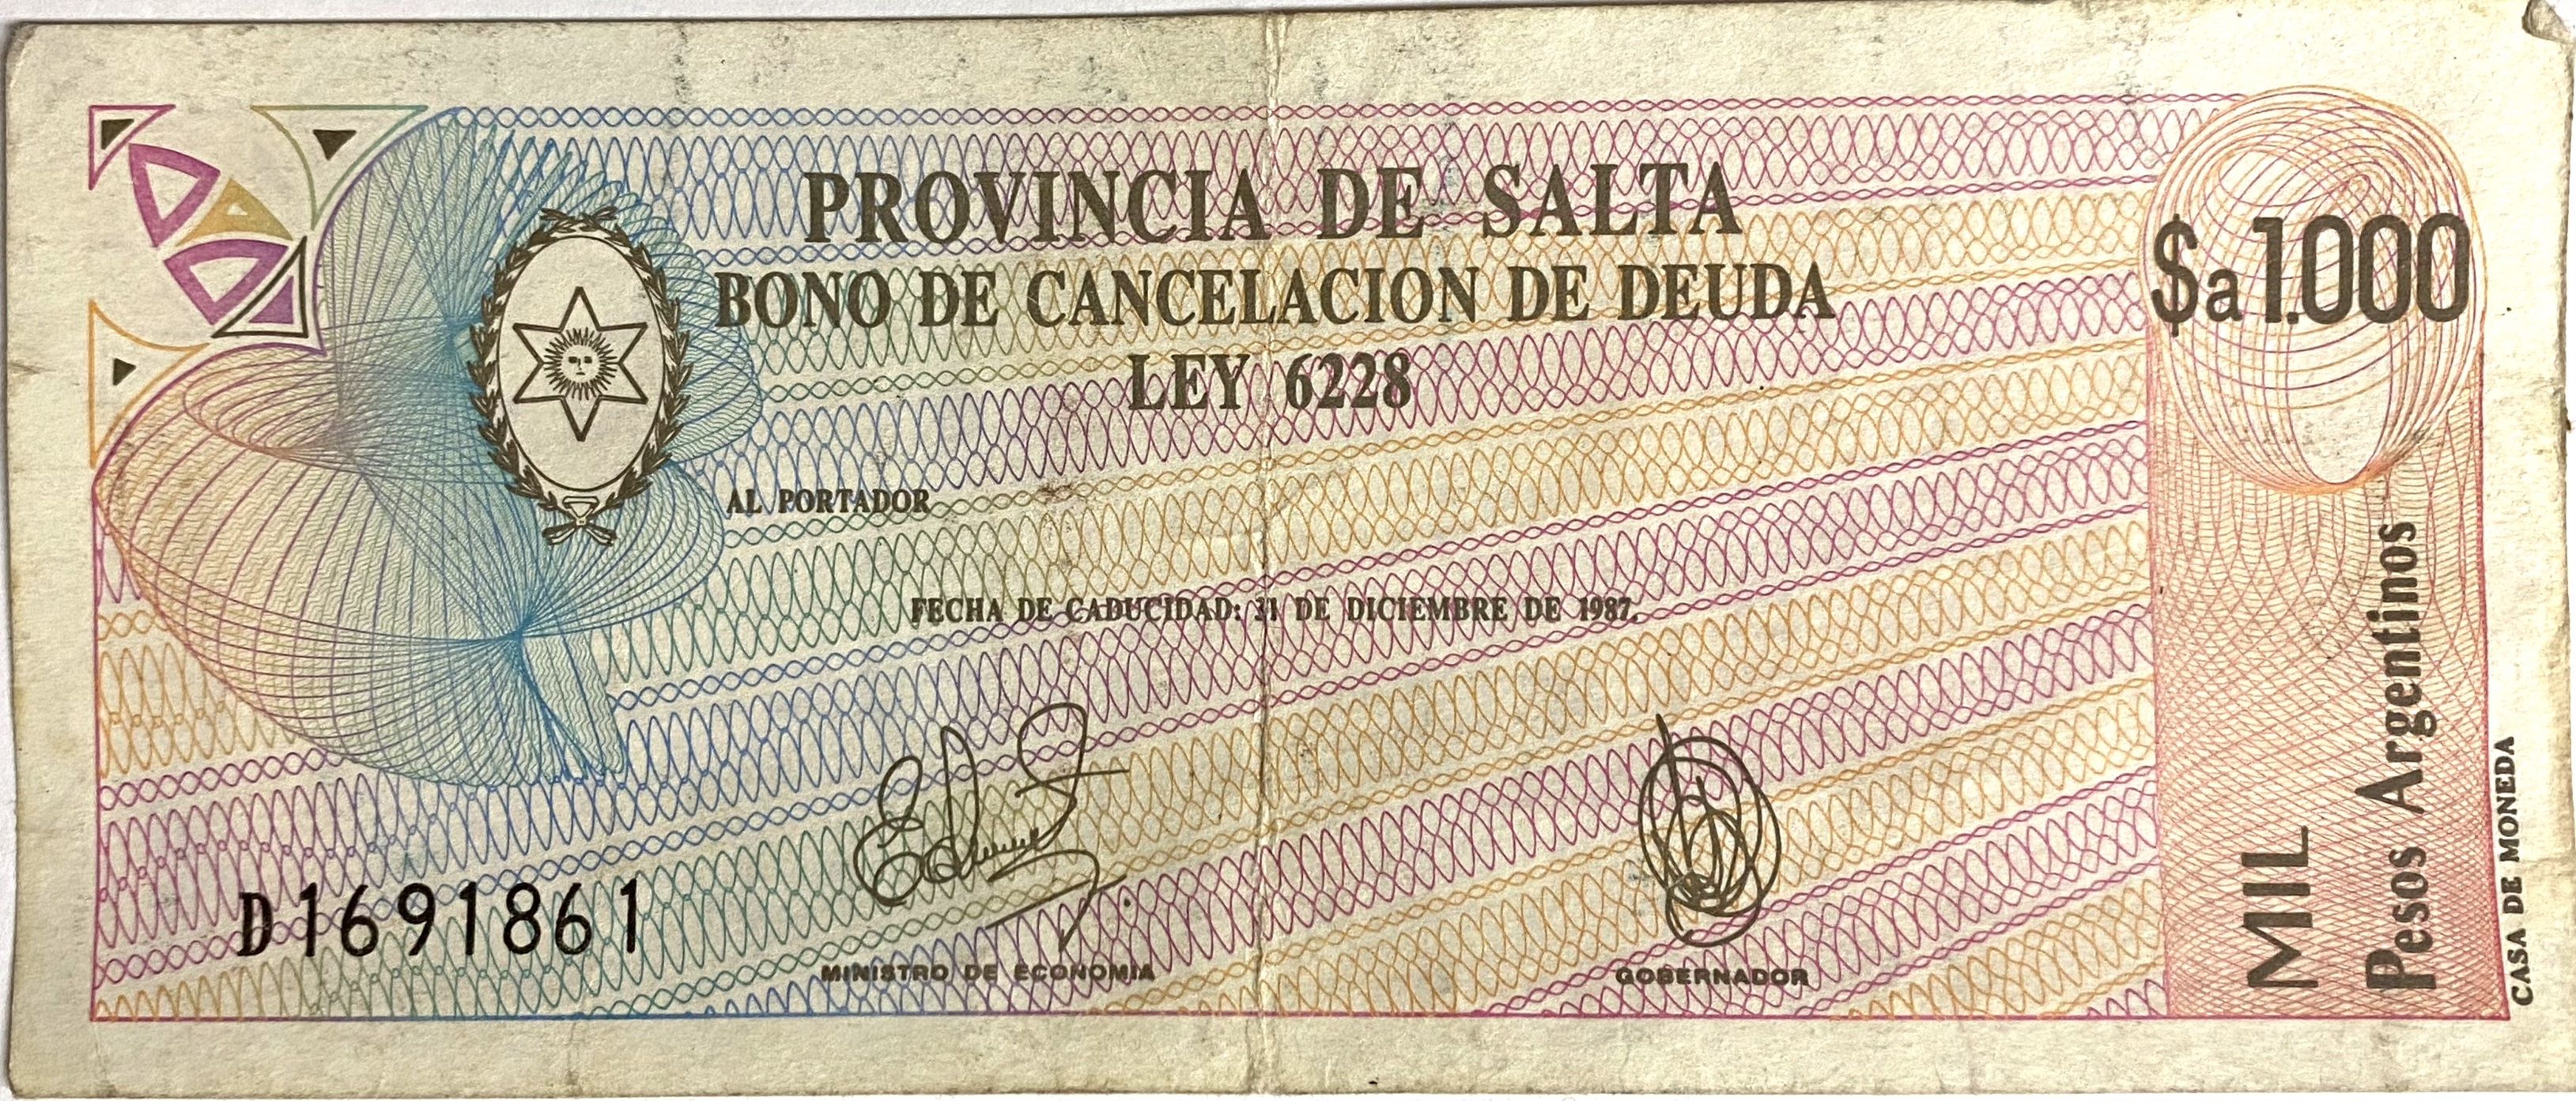 PROVINCIA DE SALTA
BONO DE CANCELACION DE DEUDA
LEY 6228
$a 1.000
AL PORTADOR
FECHA DE CADUCIDAD: 31 DE DICIEMBRE DE 1987.
D1691861
MINISTRO DE ECONOMIA
GOBERNADOR
MIL
Pesos Argentinos
CASA DE MONEDA